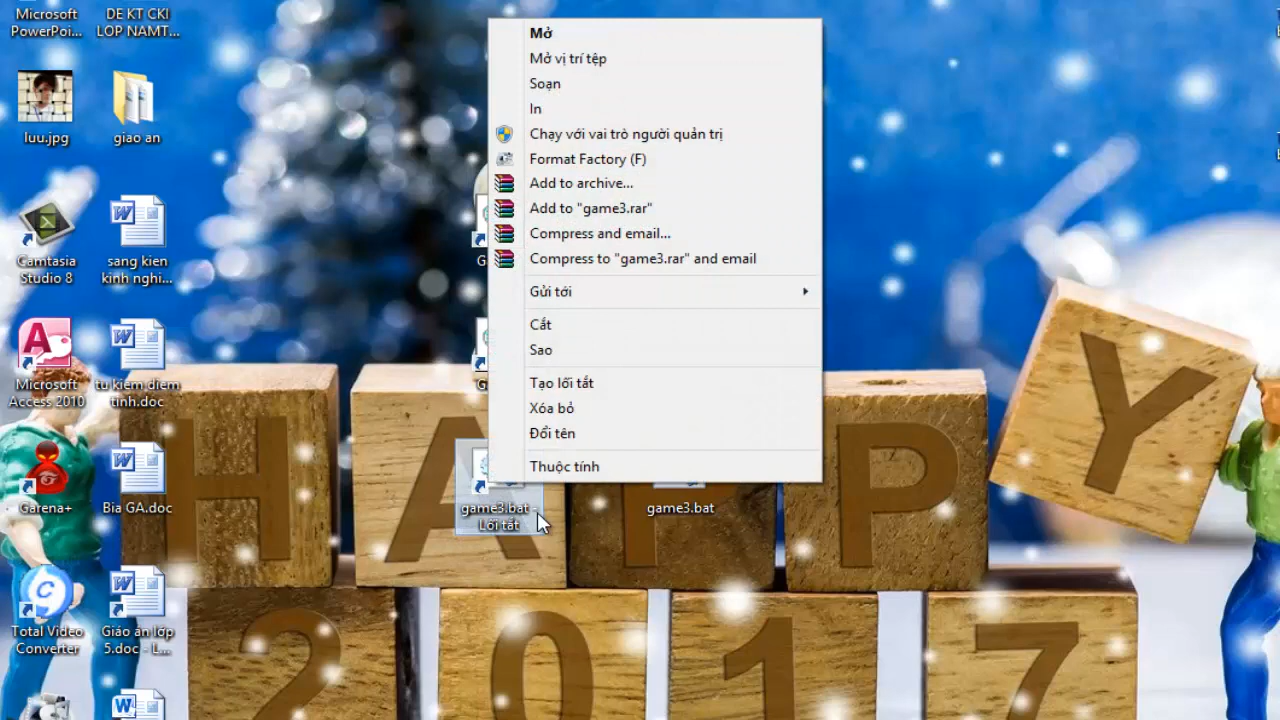 Microsoft
PowerPoi...
DE KT CKI
LOP NAMT...
luu.jpg
giao an
Camtasia
Studio 8
sang kien
kinh nghi...
Microsoft
Access 2010
tu kiem diem
tinh.doc
Garena+
Bia GA.doc
Total Video
Converter
Giáo án lớp
5.doc - L...
Mở
Mở vị trí tệp
Soạn
In
Chạy với vai trò người quản trị
Format Factory (F)
Add to archive...
Add to "game3.rar"
Compress and email...
Compress to "game3.rar" and email
Gửi tới
Cắt
Sao
Tạo lối tắt
Xóa bỏ
Đổi tên
Thuộc tính
game3.bat -
Lối tắt
game3.bat
H A P P Y
2 0 1 7